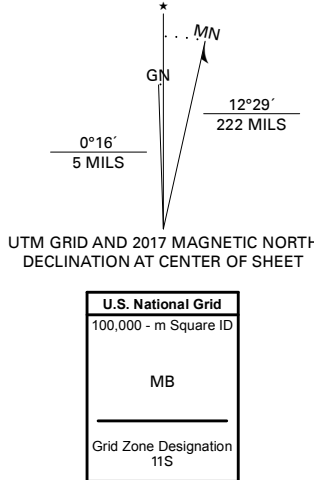 ★
MN
GN
0°16´
5 MILS
12°29´
222 MILS
UTM GRID AND 2017 MAGNETIC NORTH
DECLINATION AT CENTER OF SHEET
U.S. National Grid
100,000 - m Square ID
MB
Grid Zone Designation
11S